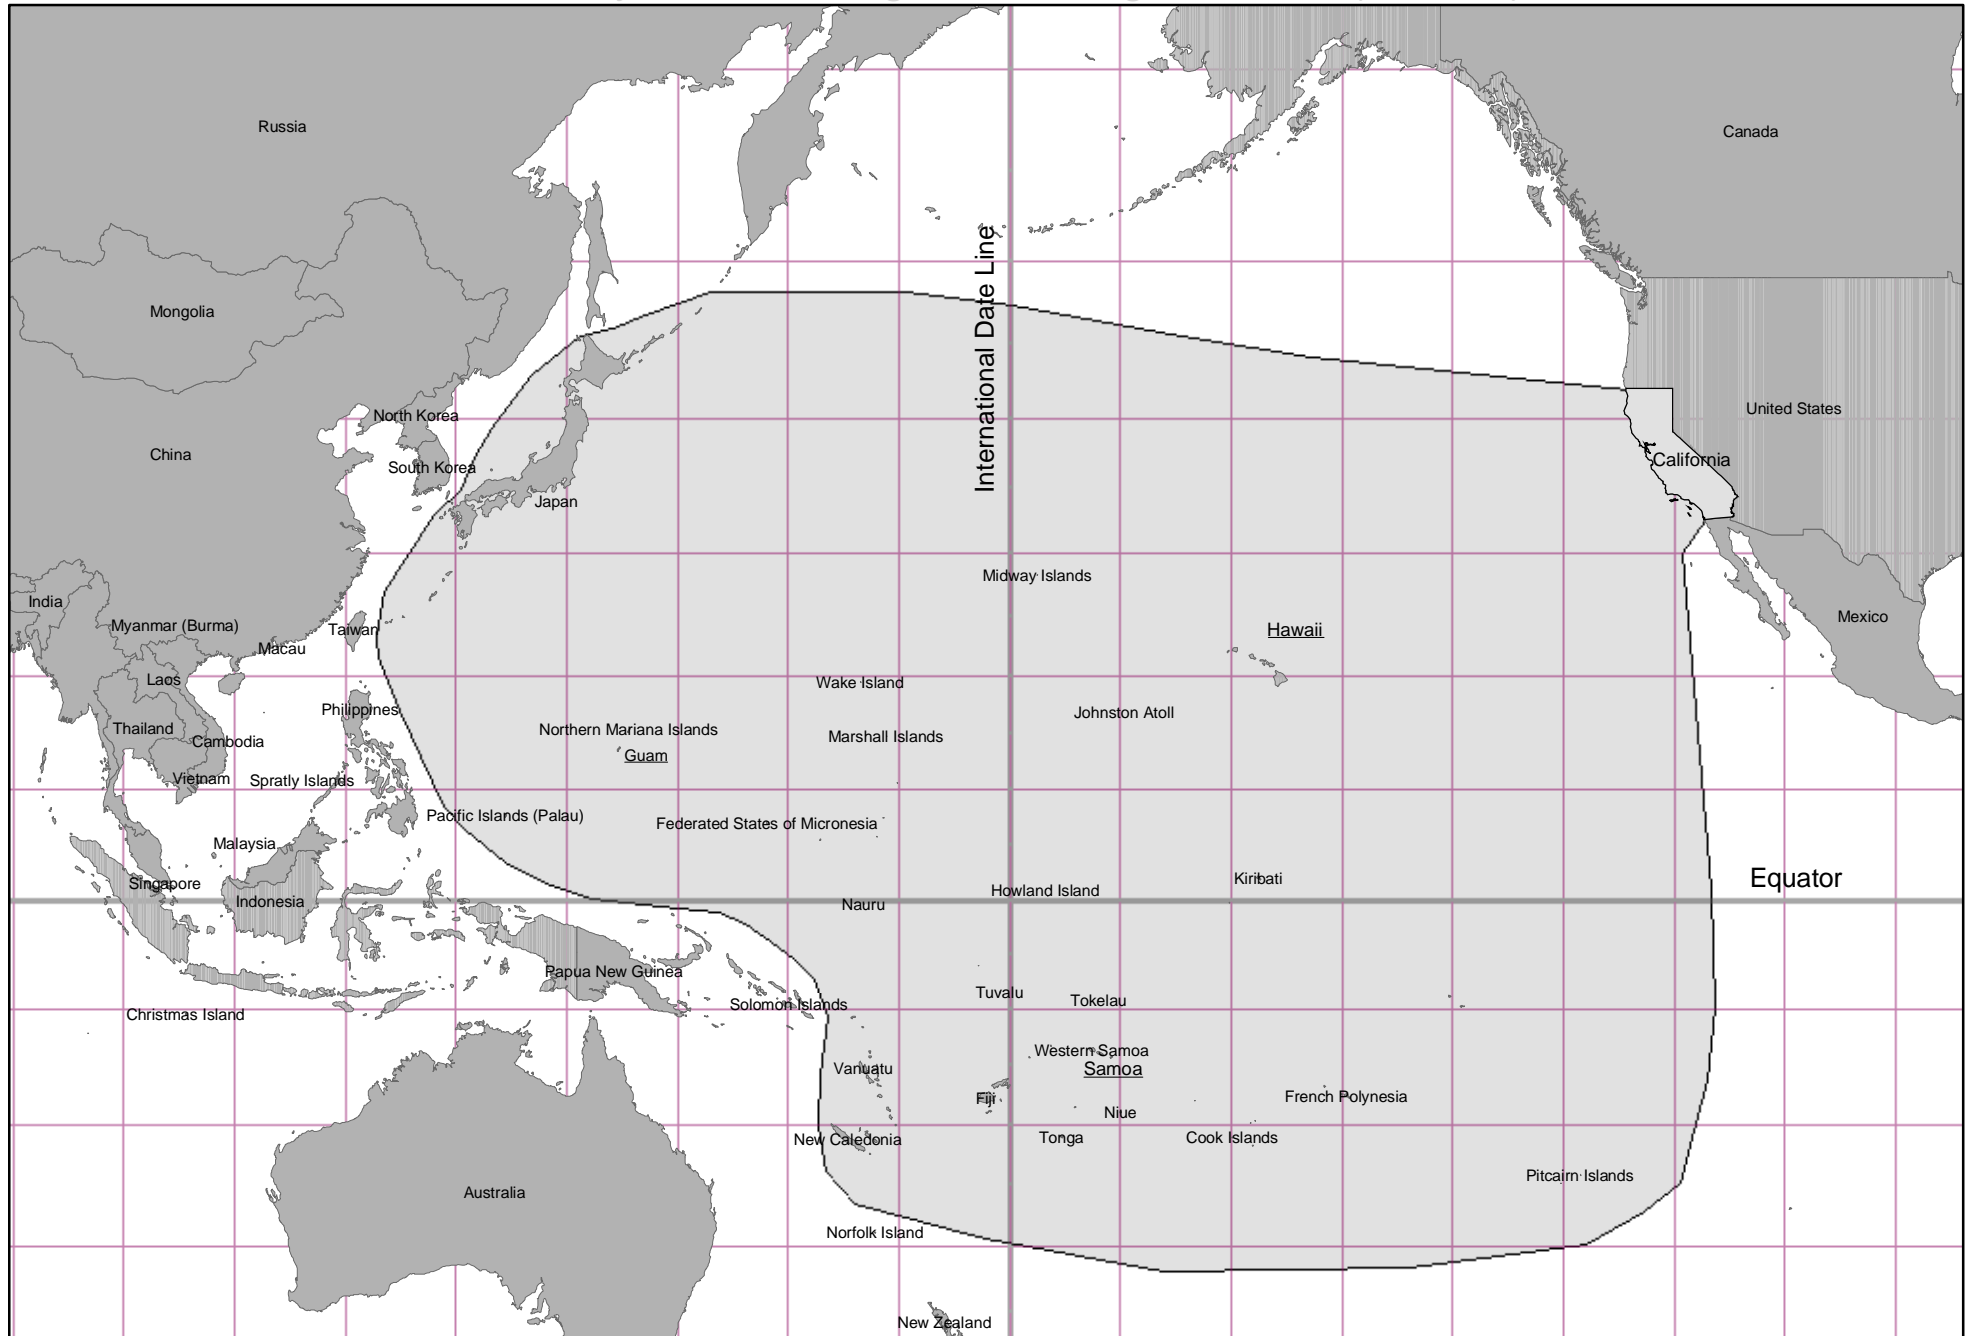 Russia
Canada
International Date Line
Mongolia
North Korea
United States
China
California
South Korea
Japan
Midway Islands
India
Myanmar (Burma)
Taiwan
Hawaii
Mexico
Macau
Laos
Wake Island
Philippines
Johnston Atoll
Thailand
Northern Mariana Islands
Cambodia
Marshall Islands
Guam
Vietnam
Spratly Islands
Pacific Islands (Palau)
Federated States of Micronesia
Malaysia
Singapore
Kiribati
Equator
Howland Island
Indonesia
Nauru
Papua New Guinea
Tuvalu
Tokelau
Solomon Islands
Christmas Island
Western Samoa
Vanuatu
Samoa
Fiji
French Polynesia
Niue
New Caledonia
Tonga
Cook Islands
Pitcairn Islands
Australia
Norfolk Island
New Zealand